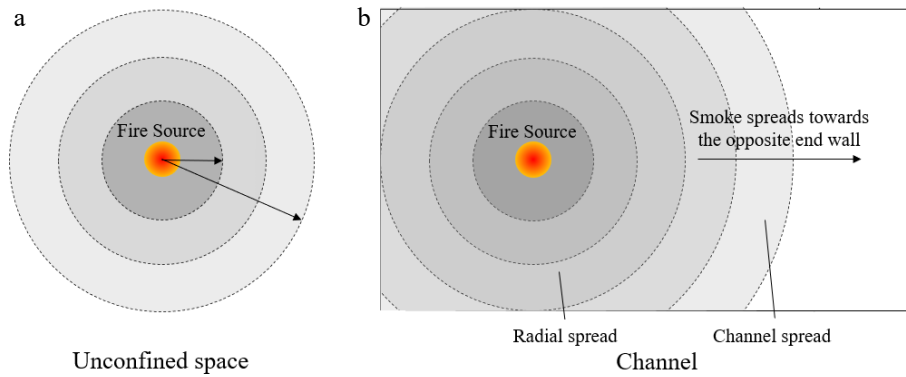 a
Fire Source
Unconfined space
b
Fire Source
Smoke spreads towards
the opposite end wall
Radial spread
Channel spread
Channel